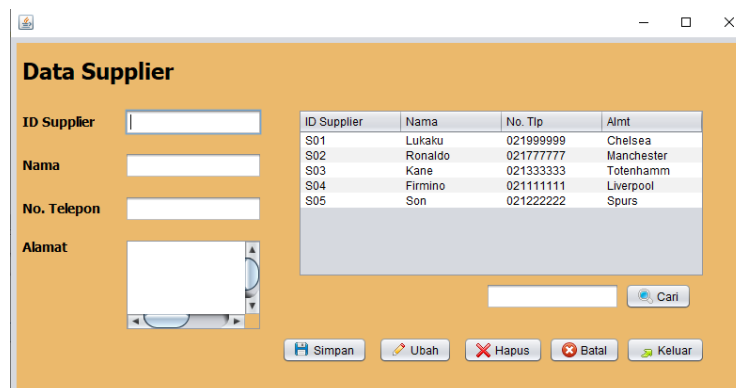 Data Supplier
ID Supplier
Nama
No. Telepon
Alamat
ID Supplier Nama No. Tlp Almt
S01 Lukaku 021999999 Chelsea
S02 Ronaldo 021777777 Manchester
S03 Kane 021333333 Totenhamm
S04 Firmino 021111111 Liverpool
S05 Son 021222222 Spurs
Cari
Simpan Ubah Hapus Batal Keluar